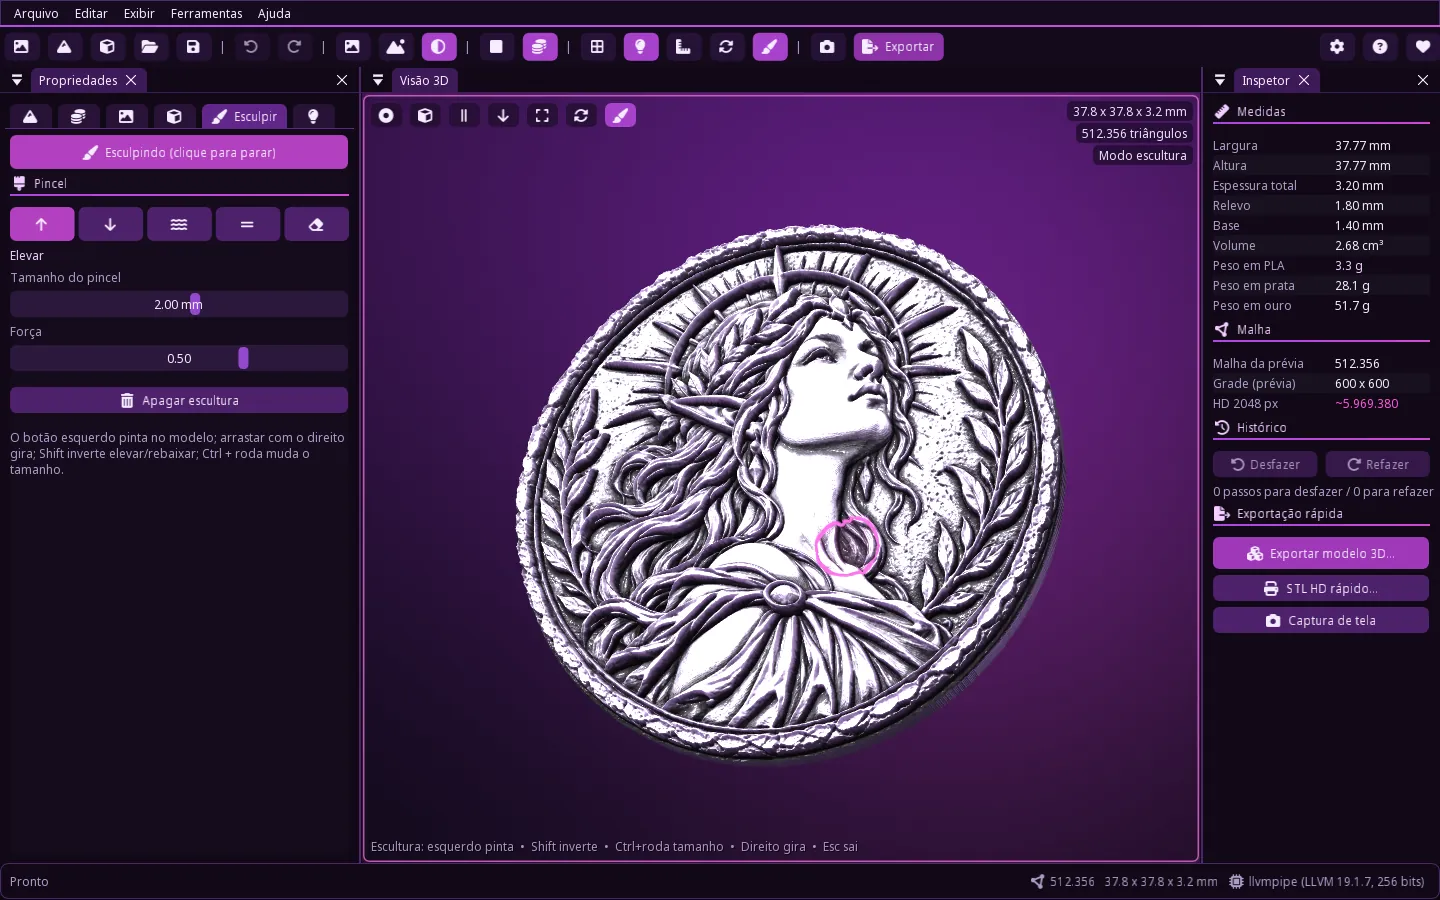 Arquivo Editar Exibir Ferramentas Ajuda
Exportar
Propriedades
Esculpir
Esculpindo (clique para parar)
Pincel
Elevar
Tamanho do pincel
2.00 mm
Força
0.50
Apagar escultura
O botão esquerdo pinta no modelo; arrastar com o direito
gira; Shift inverte elevar/rebaixar; Ctrl + roda muda o
tamanho.
Visão 3D
37.8 x 37.8 x 3.2 mm
512.356 triângulos
Modo escultura
Escultura: esquerdo pinta • Shift inverte • Ctrl+roda tamanho • Direito gira • Esc sai
Inspetor
Medidas
Largura 37.77 mm
Altura 37.77 mm
Espessura total 3.20 mm
Relevo 1.80 mm
Base 1.40 mm
Volume 2.68 cm³
Peso em PLA 3.3 g
Peso em prata 28.1 g
Peso em ouro 51.7 g
Malha
Malha da prévia 512.356
Grade (prévia) 600 x 600
HD 2048 px ~5.969.380
Histórico
Desfazer Refazer
0 passos para desfazer / 0 para refazer
Exportação rápida
Exportar modelo 3D...
STL HD rápido...
Captura de tela
Pronto
512.356 37.8 x 37.8 x 3.2 mm llvmpipe (LLVM 19.1.7, 256 bits)